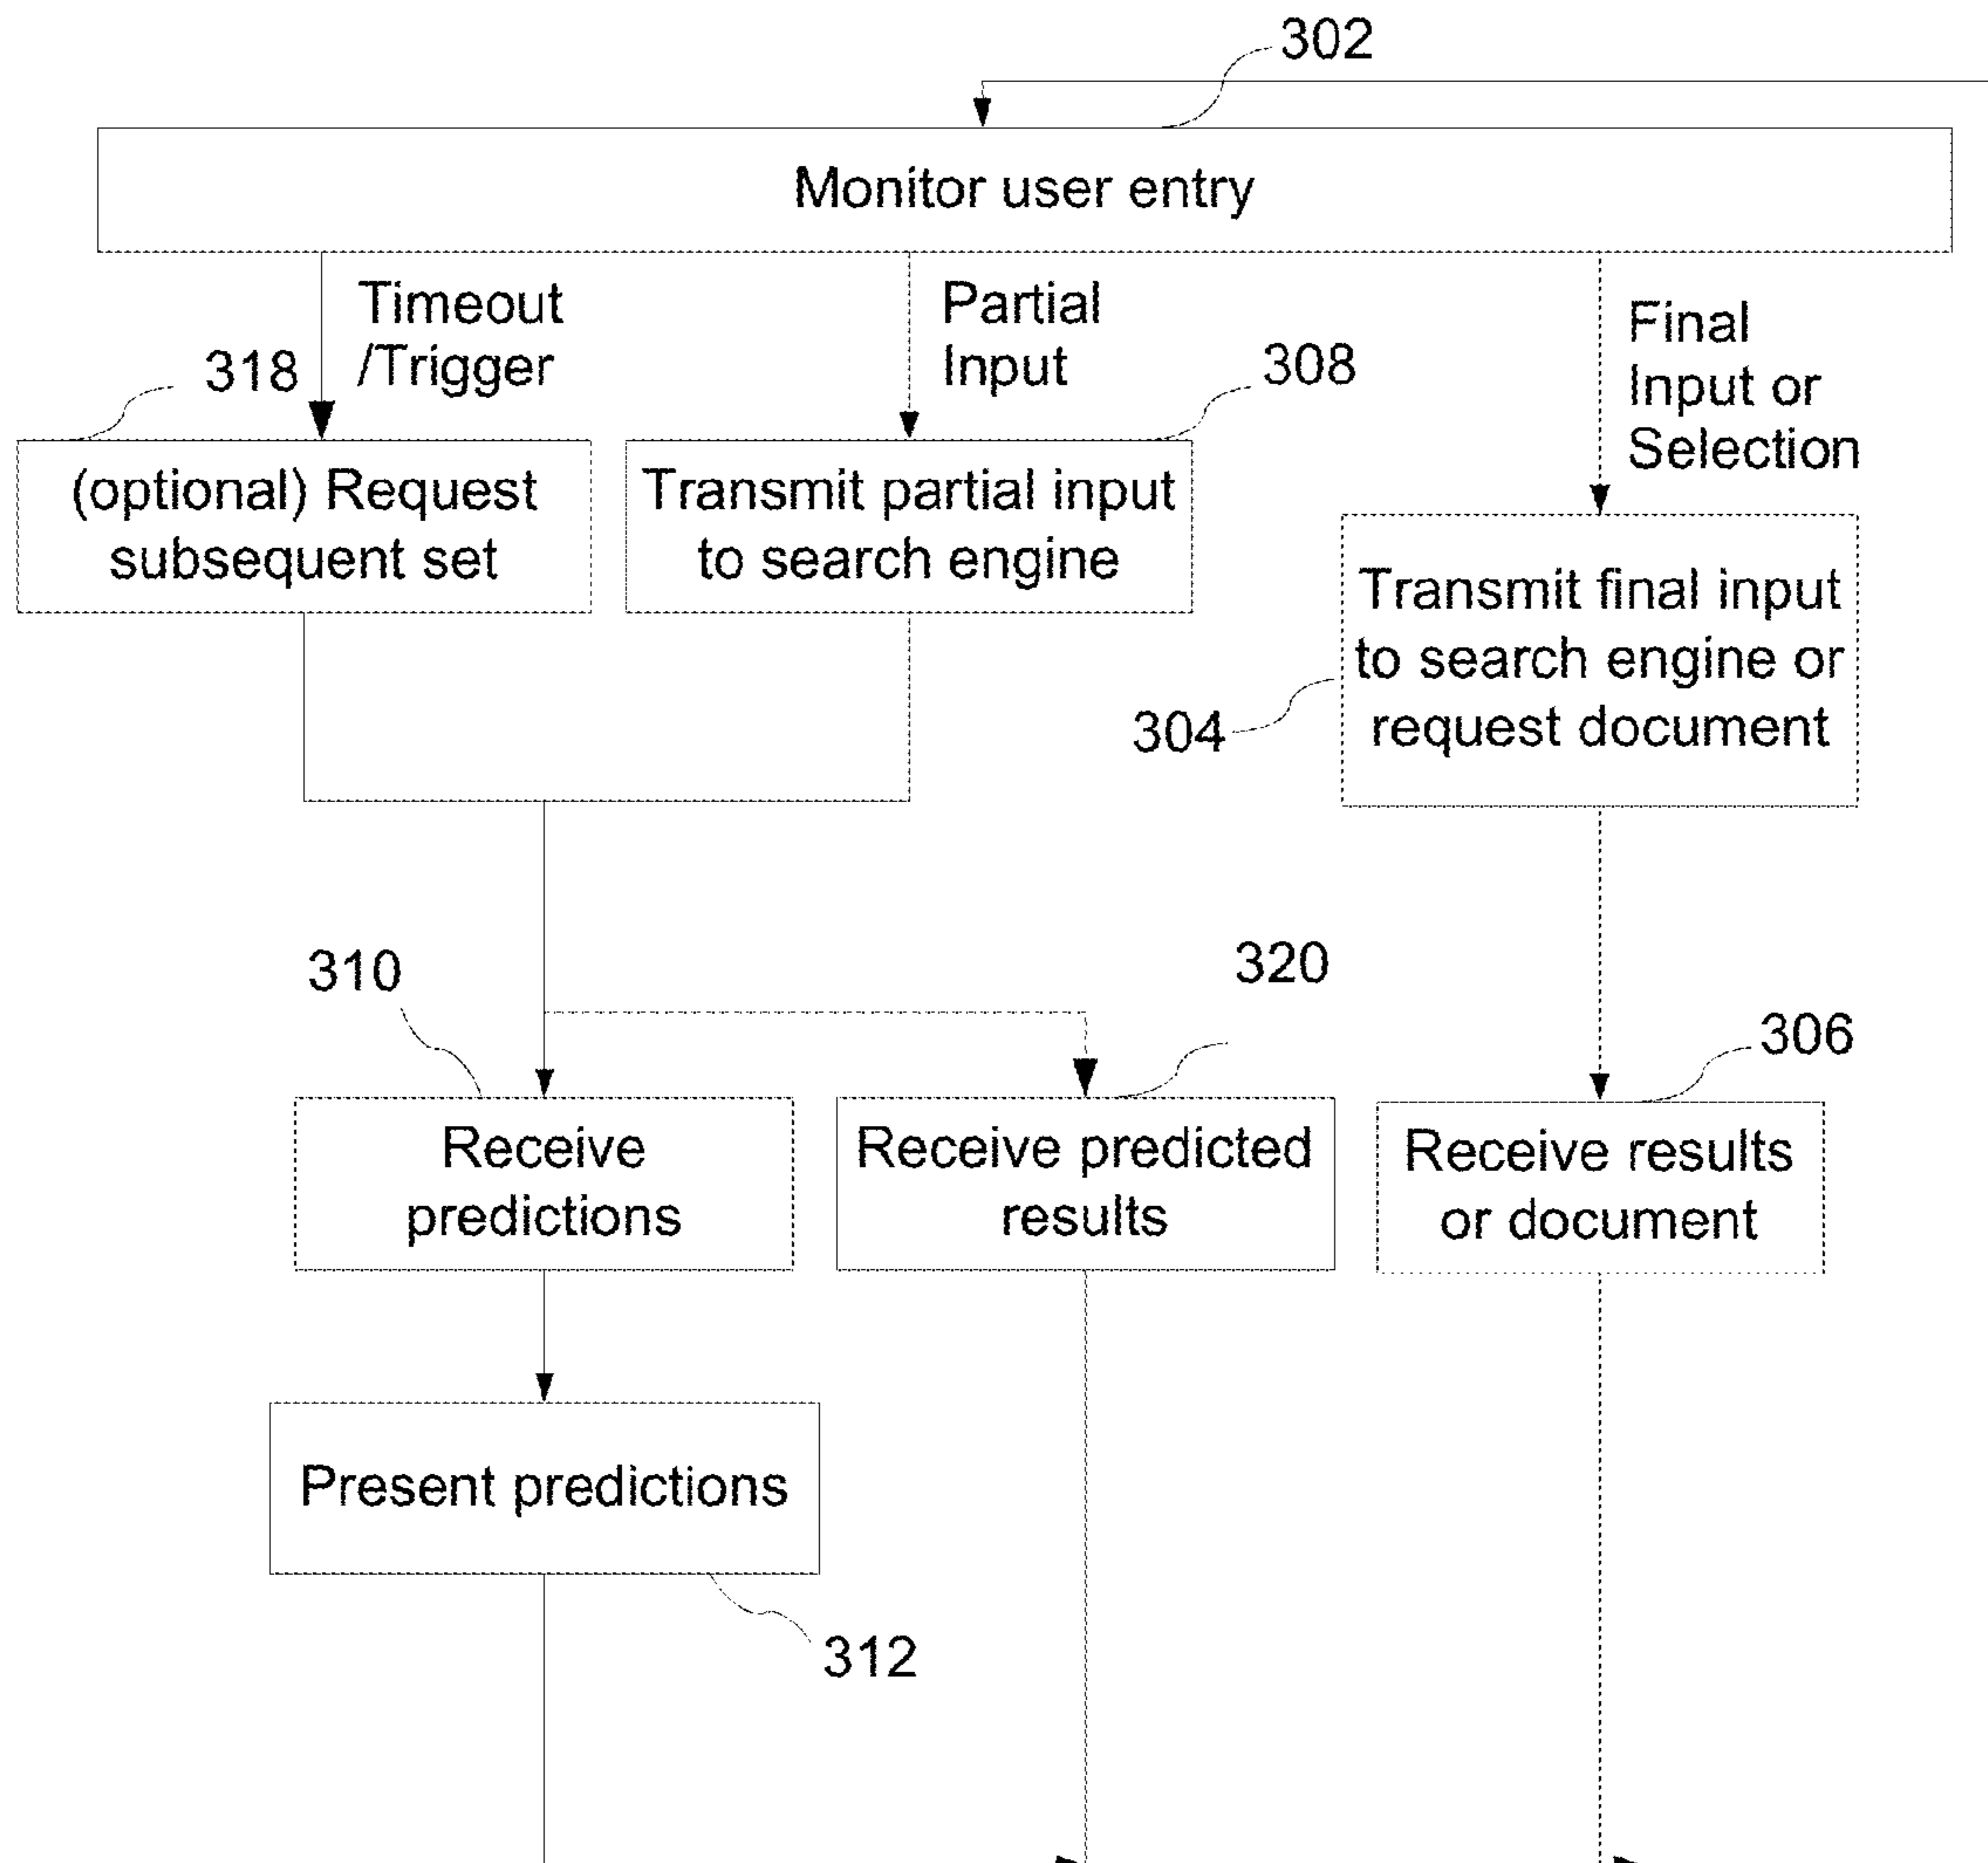 302
Monitor user entry
Timeout
/Trigger
318
Partial
Input
308
Final
Input or
Selection
(optional) Request
subsequent set
Transmit partial input
to search engine
Transmit final input
to search engine or
request document
304
310
320
306
Receive
predictions
Receive predicted
results
Receive results
or document
Present predictions
312